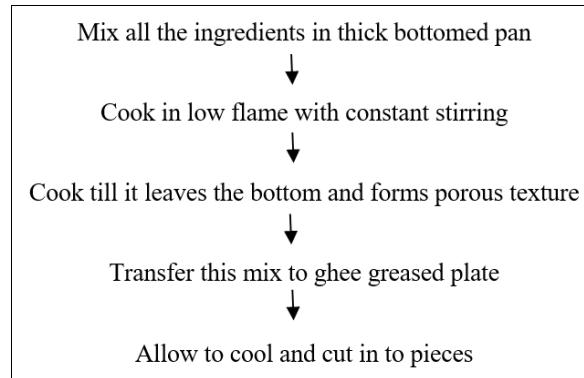 Mix all the ingredients in thick bottomed pan
Cook in low flame with constant stirring
Cook till it leaves the bottom and forms porous texture
Transfer this mix to ghee greased plate
Allow to cool and cut in to pieces